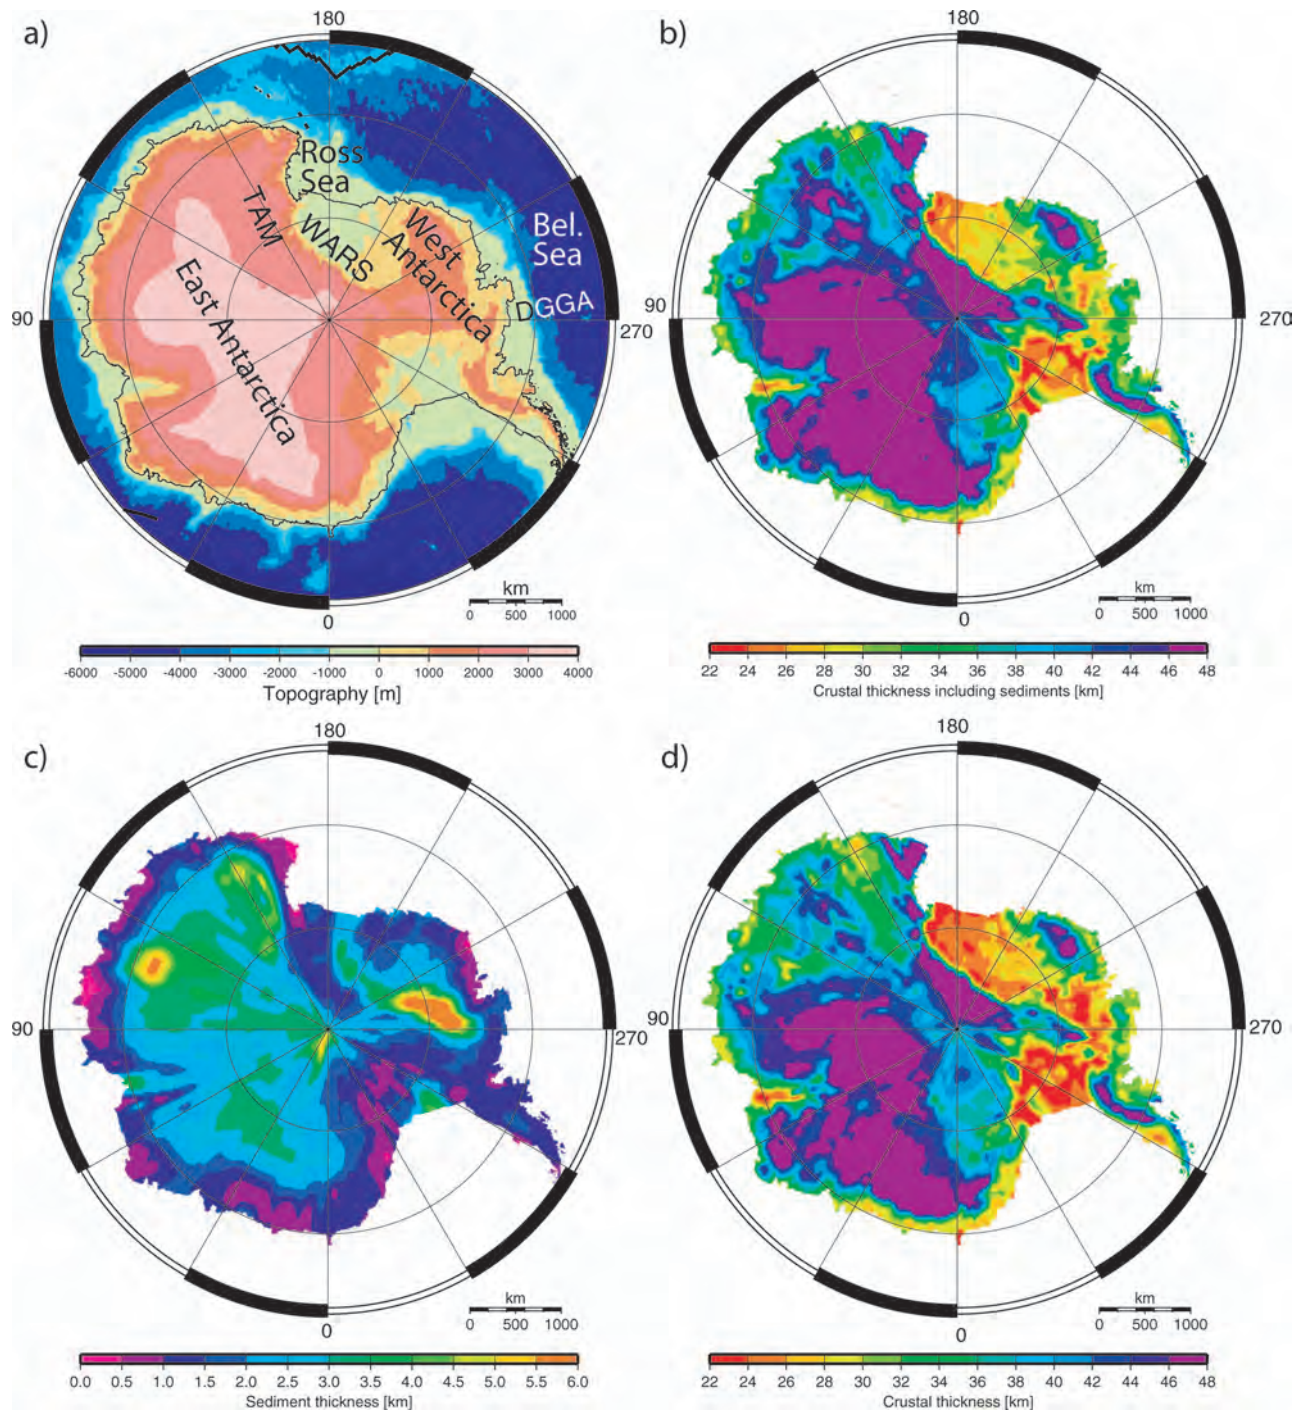 a)
180
Ross
Sea
TAM
WARS
West
Antarctica
Bel.
Sea
DGGA
East Antarctica
90
270
0
km
0 500 1000
-6000 -5000 -4000 -3000 -2000 -1000 0 1000 2000 3000 4000
Topography [m]
b)
180
90
270
0
km
0 500 1000
22 24 26 28 30 32 34 36 38 40 42 44 46 48
Crustal thickness including sediments [km]
c)
180
90
270
0
km
0 500 1000
0.0 0.5 1.0 1.5 2.0 2.5 3.0 3.5 4.0 4.5 5.0 5.5 6.0
Sediment thickness [km]
d)
180
90
270
0
km
0 500 1000
22 24 26 28 30 32 34 36 38 40 42 44 46 48
Crustal thickness [km]